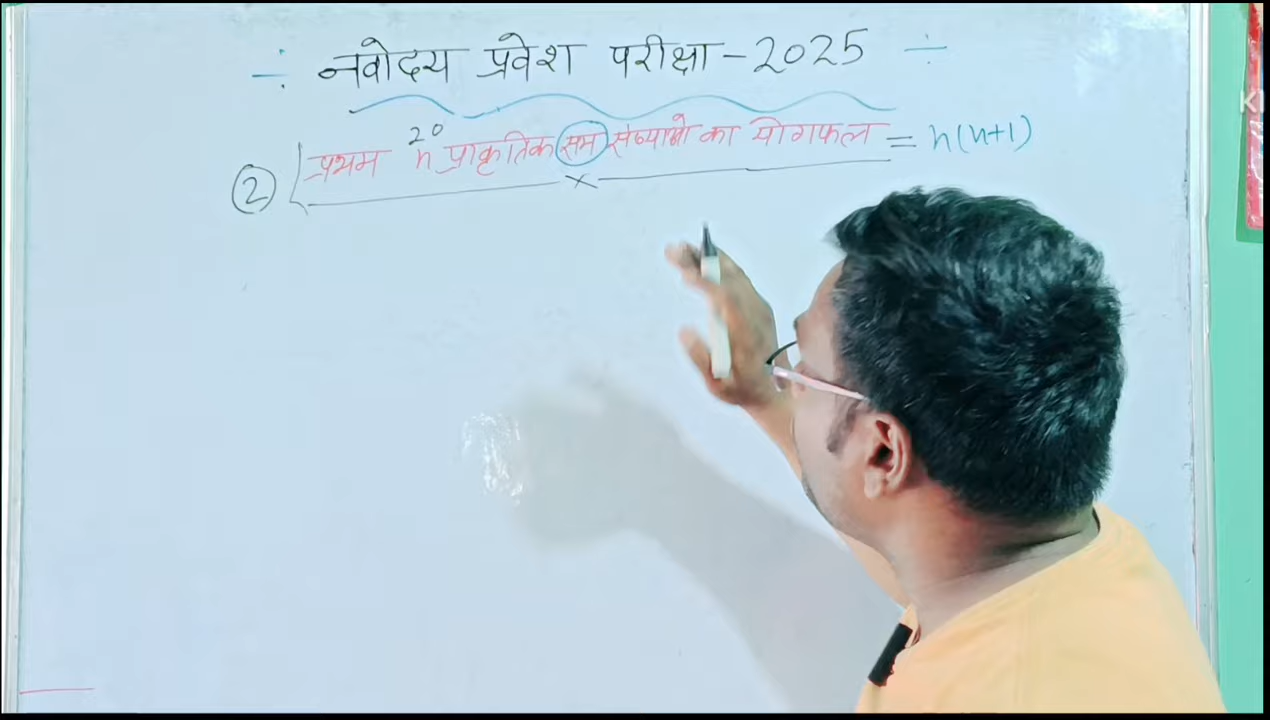 ÷ नवोदय प्रवेश परीक्षा - 2025 ÷
20
② प्रथम n प्राकृतिक सम संख्याओ का योगफल = n(n+1)
×
K